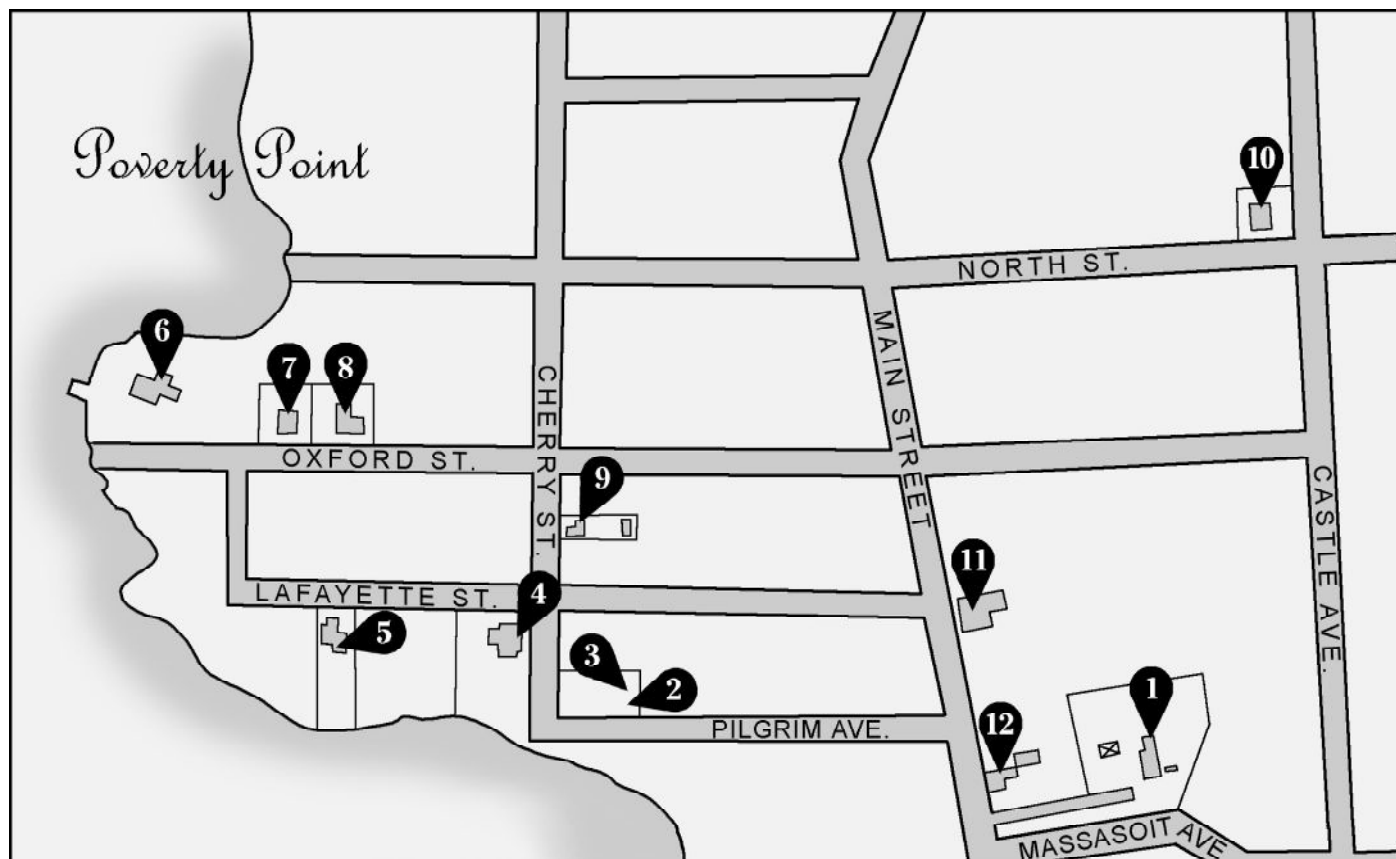 Poverty Point
10
NORTH ST.
6
7
8
MAIN STREET
CHERRY ST.
OXFORD ST.
9
CASTLE AVE.
11
LAFAYETTE ST.
4
5
3
2
1
PILGRIM AVE.
12
MASSASOIT AVE